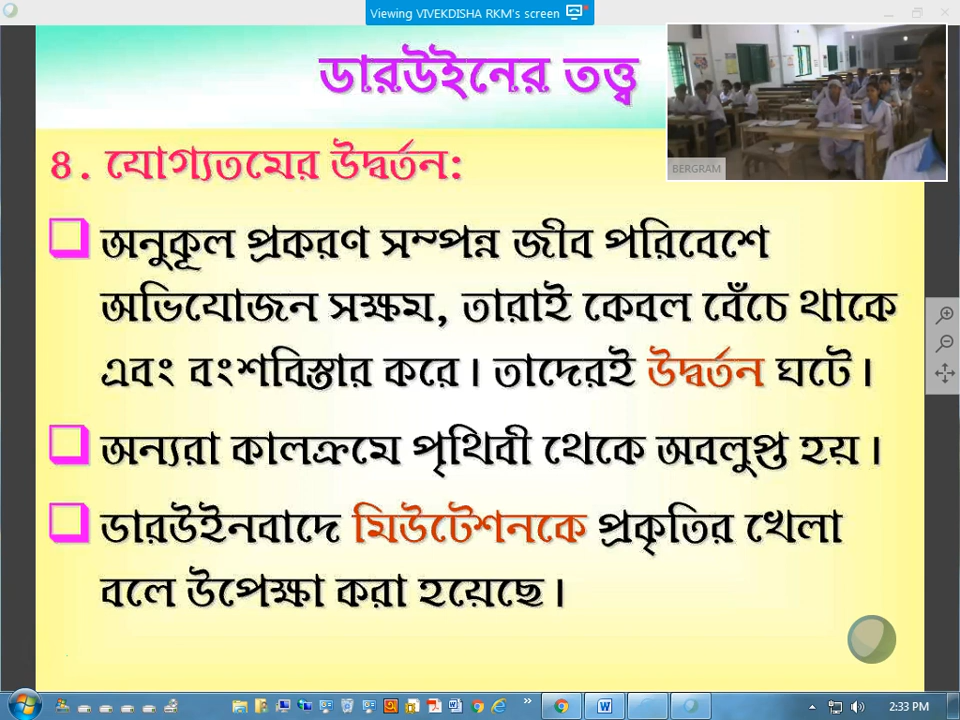 Viewing VIVEKDISHA RKM's screen
ডারউইনের তত্ত্ব
BERGRAM
8. যোগ্যতমের উদ্বর্তন:
অনুকূল প্রকরণ সম্পন্ন জীব পরিবেশে
অভিযোজন সক্ষম, তারাই কেবল বেঁচে থাকে
এবং বংশবিস্তার করে। তাদেরই উদ্বর্তন ঘটে।
অন্যরা কালক্রমে পৃথিবী থেকে অবলুপ্ত হয়।
ডারউইনবাদে মিউটেশনকে প্রকৃতির খেলা
বলে উপেক্ষা করা হয়েছে।
2:33 PM